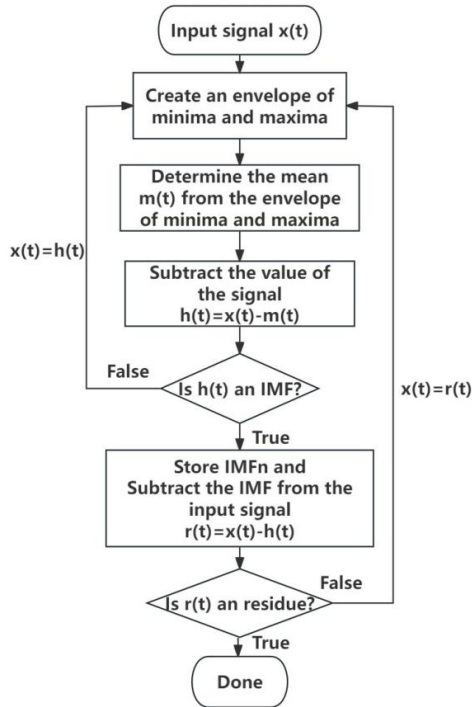 Input signal x(t)
Create an envelope of
minima and maxima
Determine the mean
m(t) from the envelope
of minima and maxima
x(t)=h(t)
Subtract the value of
the signal
h(t)=x(t)-m(t)
False
Is h(t) an IMF?
x(t)=r(t)
True
Store IMFn and
Subtract the IMF from the
input signal
r(t)=x(t)-h(t)
False
Is r(t) an residue?
True
Done